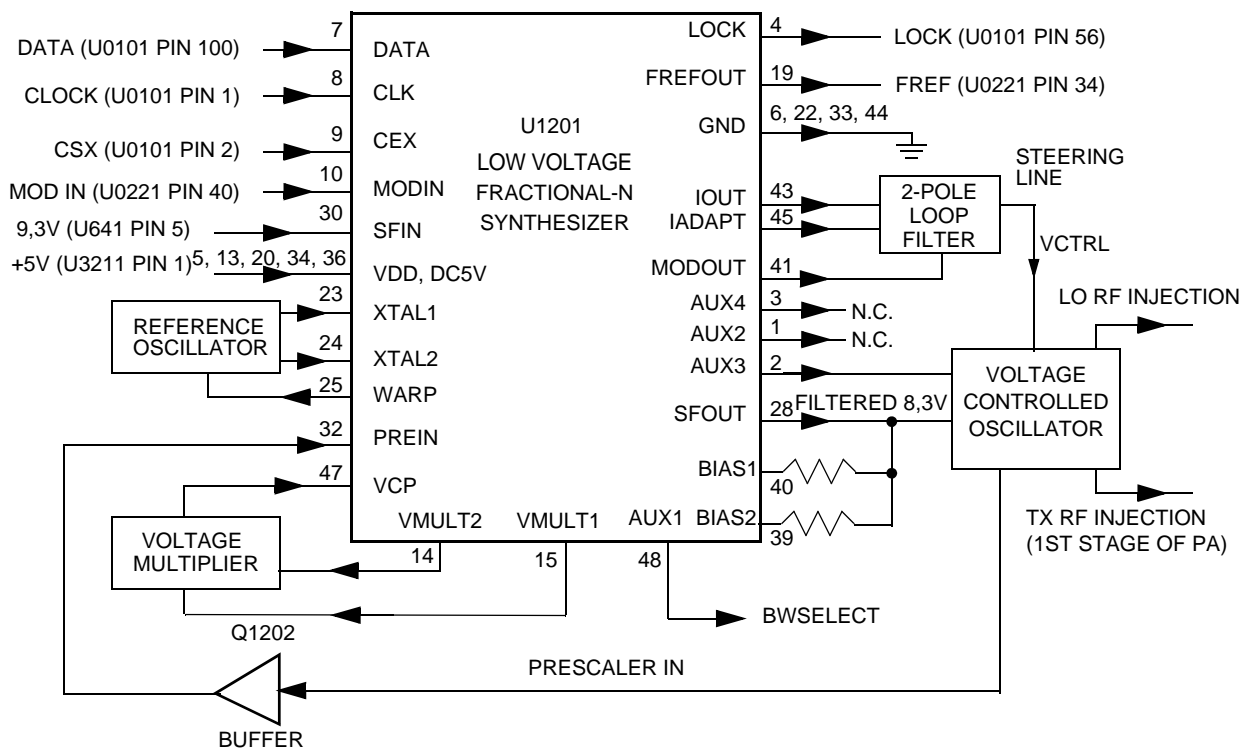 DATA (U0101 PIN 100)
7
DATA
CLOCK (U0101 PIN 1)
8
CLK
CSX (U0101 PIN 2)
9
CEX
MOD IN (U0221 PIN 40)
10
MODIN
9,3V (U641 PIN 5)
30
SFIN
+5V (U3211 PIN 1)
5, 13, 20, 34, 36
VDD, DC5V
23
XTAL1
REFERENCE
OSCILLATOR
24
XTAL2
25
WARP
32
PREIN
47
VCP
VOLTAGE
MULTIPLIER
VMULT2
14
VMULT1
15
AUX1
48
BWSELECT
U1201
LOW VOLTAGE
FRACTIONAL-N
SYNTHESIZER
LOCK
4
LOCK (U0101 PIN 56)
FREFOUT
19
FREF (U0221 PIN 34)
GND
6, 22, 33, 44
IOUT
43
IADAPT
45
2-POLE
LOOP
FILTER
STEERING
LINE
VCTRL
MODOUT
41
AUX4
3
N.C.
AUX2
1
N.C.
AUX3
2
SFOUT
28
FILTERED 8,3V
BIAS1
40
BIAS2
39
VOLTAGE
CONTROLLED
OSCILLATOR
LO RF INJECTION
TX RF INJECTION
(1ST STAGE OF PA)
Q1202
BUFFER
PRESCALER IN